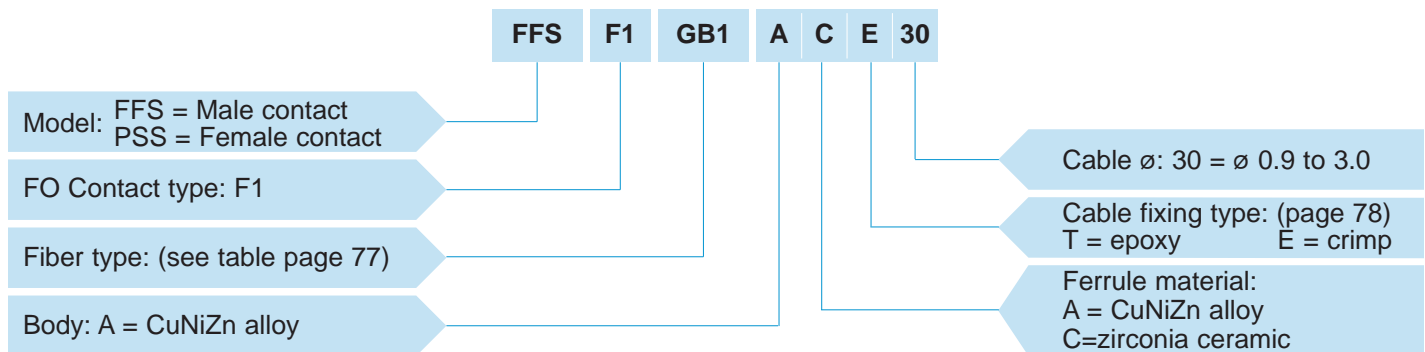 FFS F1 GB1 A C E 30
Model: FFS = Male contact
PSS = Female contact
FO Contact type: F1
Fiber type: (see table page 77)
Body: A = CuNiZn alloy
Cable ø: 30 = ø 0.9 to 3.0
Cable fixing type: (page 78)
T = epoxy E = crimp
Ferrule material:
A = CuNiZn alloy
C=zirconia ceramic